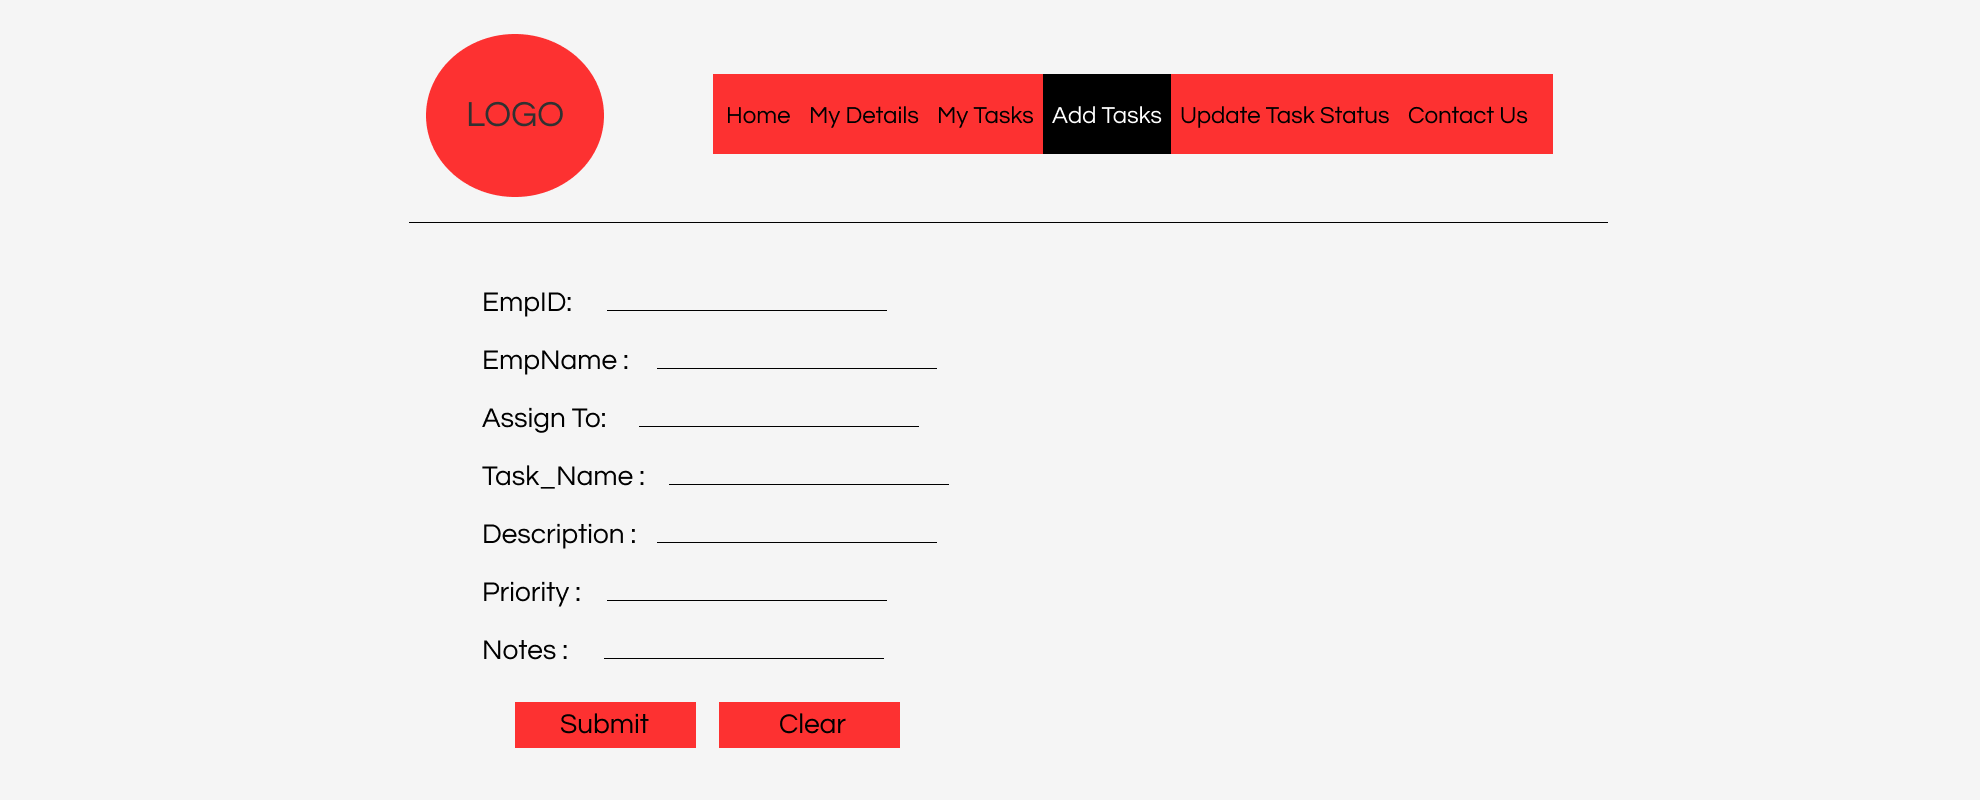 LOGO
Home My Details My Tasks Add Tasks Update Task Status Contact Us
EmpID:
EmpName :
Assign To:
Task_Name :
Description :
Priority :
Notes :
Submit Clear